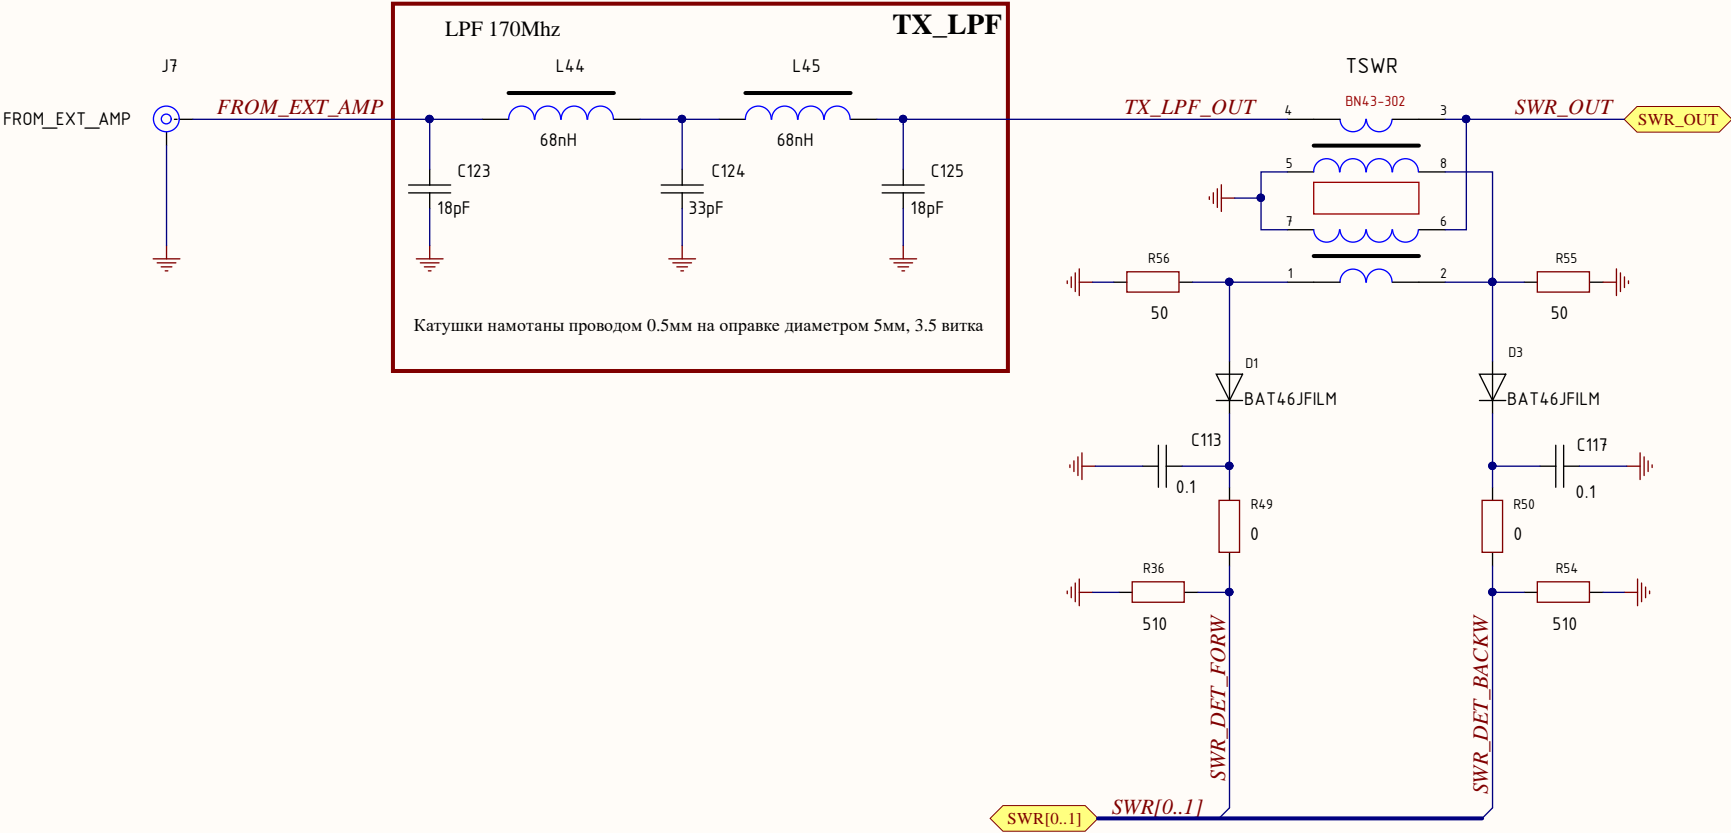 LPF 170Mhz
TX_LPF
J7
L44
L45
TSWR
FROM_EXT_AMP
FROM_EXT_AMP
TX_LPF_OUT
4
BN43-302
3
SWR_OUT
SWR_OUT
68nH
68nH
C123
18pF
C124
33pF
C125
18pF
5
8
7
6
R56
50
1
2
R55
50
Катушки намотаны проводом 0.5мм на оправке диаметром 5мм, 3.5 витка
D1
BAT46JFILM
D3
BAT46JFILM
C113
0.1
C117
0.1
R49
0
R50
0
R36
510
R54
510
SWR_DET_FORW
SWR_DET_BACKW
SWR[0..1]
SWR[0..1]